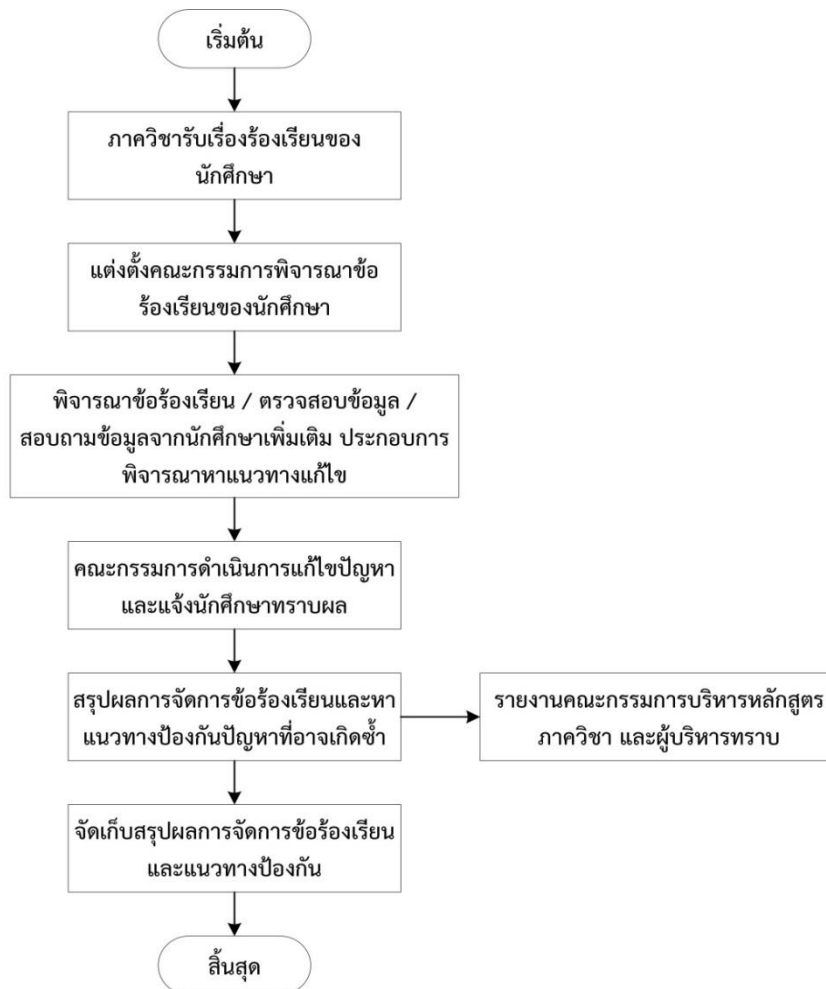 เริ่มต้น
ภาควิชารับเรื่องร้องเรียนของ
นักศึกษา
แต่งตั้งคณะกรรมการพิจารณาข้อ
ร้องเรียนของนักศึกษา
พิจารณาข้อร้องเรียน / ตรวจสอบข้อมูล /
สอบถามข้อมูลจากนักศึกษาเพิ่มเติม ประกอบการ
พิจารณาหาแนวทางแก้ไข
คณะกรรมการดำเนินการแก้ไขปัญหา
และแจ้งนักศึกษาทราบผล
สรุปผลการจัดการข้อร้องเรียนและหา
แนวทางป้องกันปัญหาที่อาจเกิดซ้ำ
รายงานคณะกรรมการบริหารหลักสูตร
ภาควิชา และผู้บริหารทราบ
จัดเก็บสรุปผลการจัดการข้อร้องเรียน
และแนวทางป้องกัน
สิ้นสุด